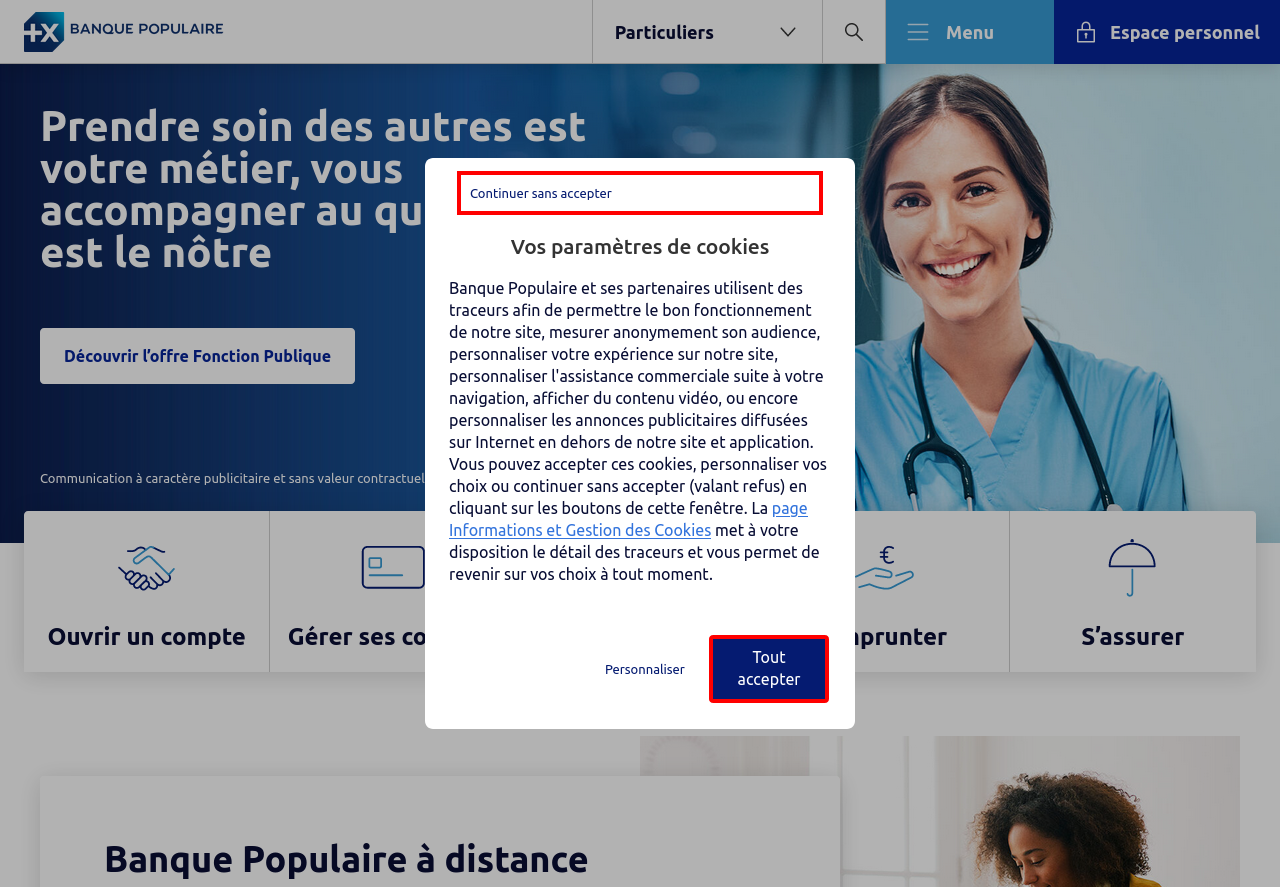 BANQUE POPULAIRE
Particuliers
Menu
Espace personnel
Prendre soin des autres est
votre métier, vous
accompagner au qu
est le nôtre
Découvrir l’offre Fonction Publique
Communication à caractère publicitaire et sans valeur contractuel
Continuer sans accepter
Vos paramètres de cookies
Banque Populaire et ses partenaires utilisent des
traceurs afin de permettre le bon fonctionnement
de notre site, mesurer anonymement son audience,
personnaliser votre expérience sur notre site,
personnaliser l'assistance commerciale suite à votre
navigation, afficher du contenu vidéo, ou encore
personnaliser les annonces publicitaires diffusées
sur Internet en dehors de notre site et application.
Vous pouvez accepter ces cookies, personnaliser vos
choix ou continuer sans accepter (valant refus) en
cliquant sur les boutons de cette fenêtre. La page
Informations et Gestion des Cookies met à votre
disposition le détail des traceurs et vous permet de
revenir sur vos choix à tout moment.
Personnaliser
Tout
accepter
Ouvrir un compte
Gérer ses co
prunter
S’assurer
Banque Populaire à distance